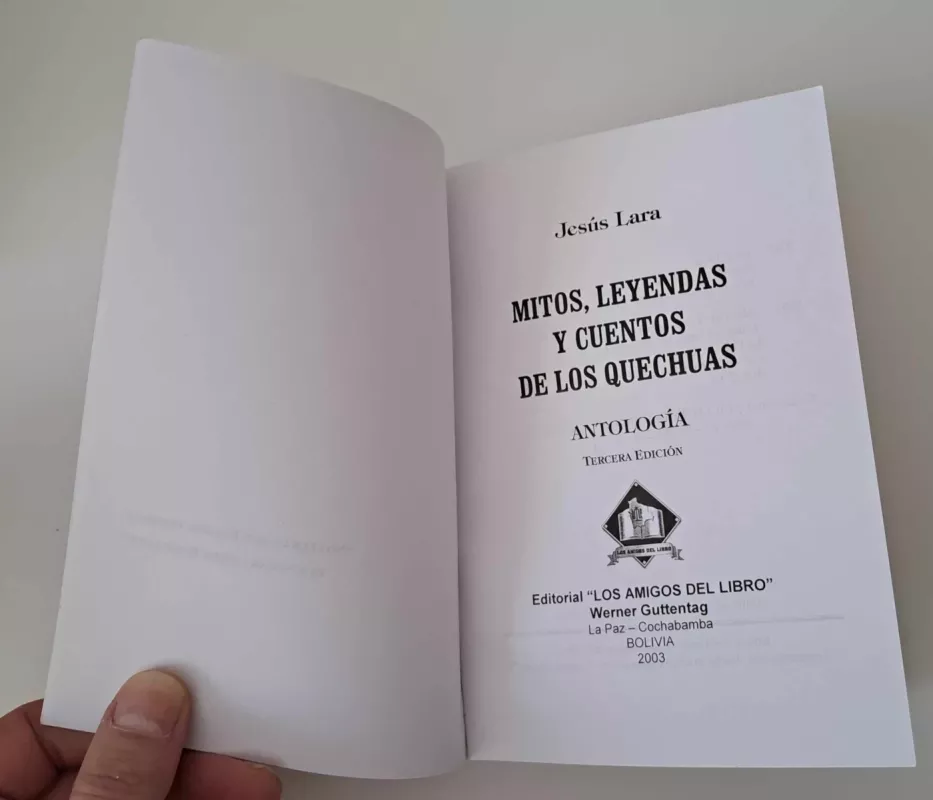 Jesús Lara
MITOS, LEYENDAS
Y CUENTOS
DE LOS QUECHUAS
ANTOLOGÍA
TERCERA EDICIÓN
LOS AMIGOS DEL LIBRO
Editorial “LOS AMIGOS DEL LIBRO”
Werner Guttentag
La Paz – Cochabamba
BOLIVIA
2003